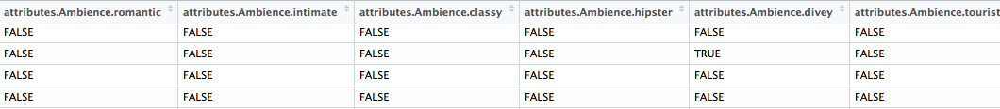 attributes.Ambience.romantic attributes.Ambience.intimate attributes.Ambience.classy attributes.Ambience.hipster attributes.Ambience.divey attributes.Ambience.tourist
FALSE FALSE FALSE FALSE FALSE FALSE
FALSE FALSE FALSE FALSE TRUE FALSE
FALSE FALSE FALSE FALSE FALSE FALSE
FALSE FALSE FALSE FALSE FALSE FALSE